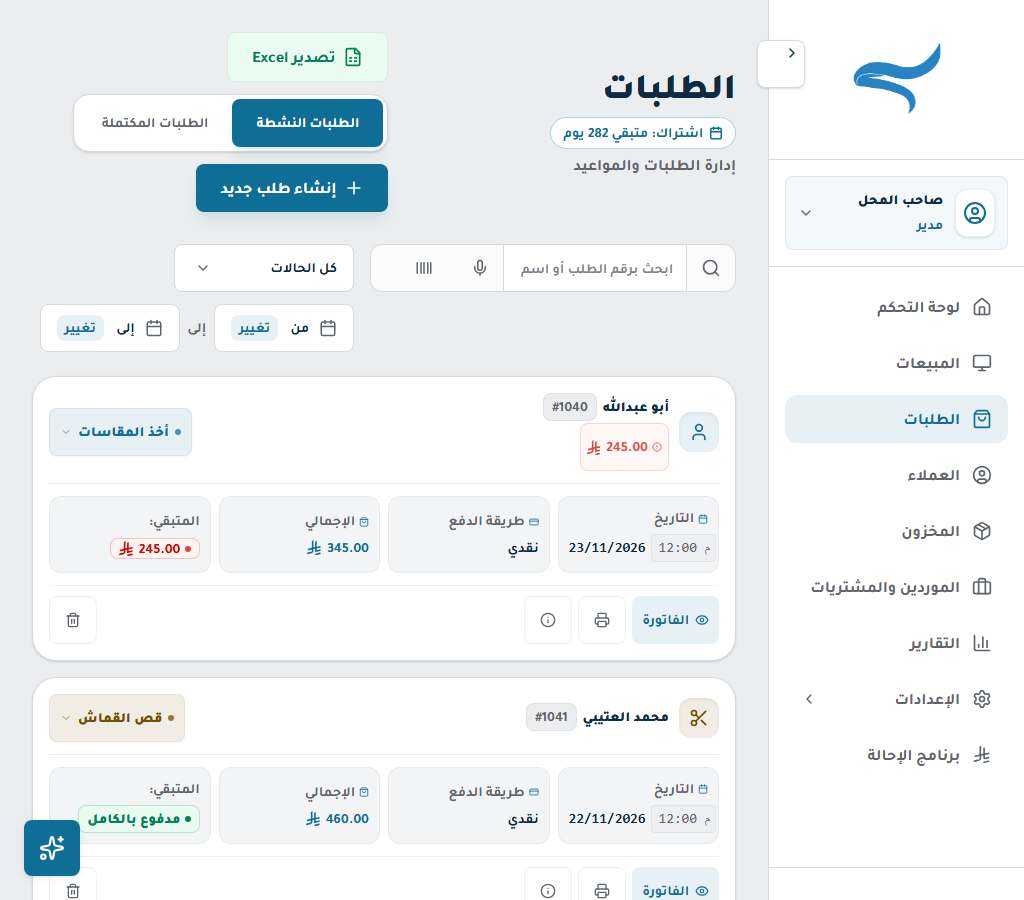 صاحب المحل
مدير
لوحة التحكم
المبيعات
الطلبات
العملاء
المخزون
الموردين والمشتريات
التقارير
الإعدادات
برنامج الإحالة
الطلبات
اشتراك: متبقي 282 يوم
إدارة الطلبات والمواعيد
تصدير Excel
الطلبات النشطة
الطلبات المكتملة
إنشاء طلب جديد
ابحث برقم الطلب أو اسم
كل الحالات
من تغيير
إلى
إلى تغيير
أبو عبدالله #1040
245.00
أخذ المقاسات
التاريخ
23/11/2026 12:00 م
طريقة الدفع
نقدي
الإجمالي
345.00
المتبقي:
245.00
الفاتورة
محمد العتيبي #1041
قص القماش
التاريخ
22/11/2026 12:00 م
طريقة الدفع
نقدي
الإجمالي
460.00
المتبقي:
مدفوع بالكامل
الفاتورة